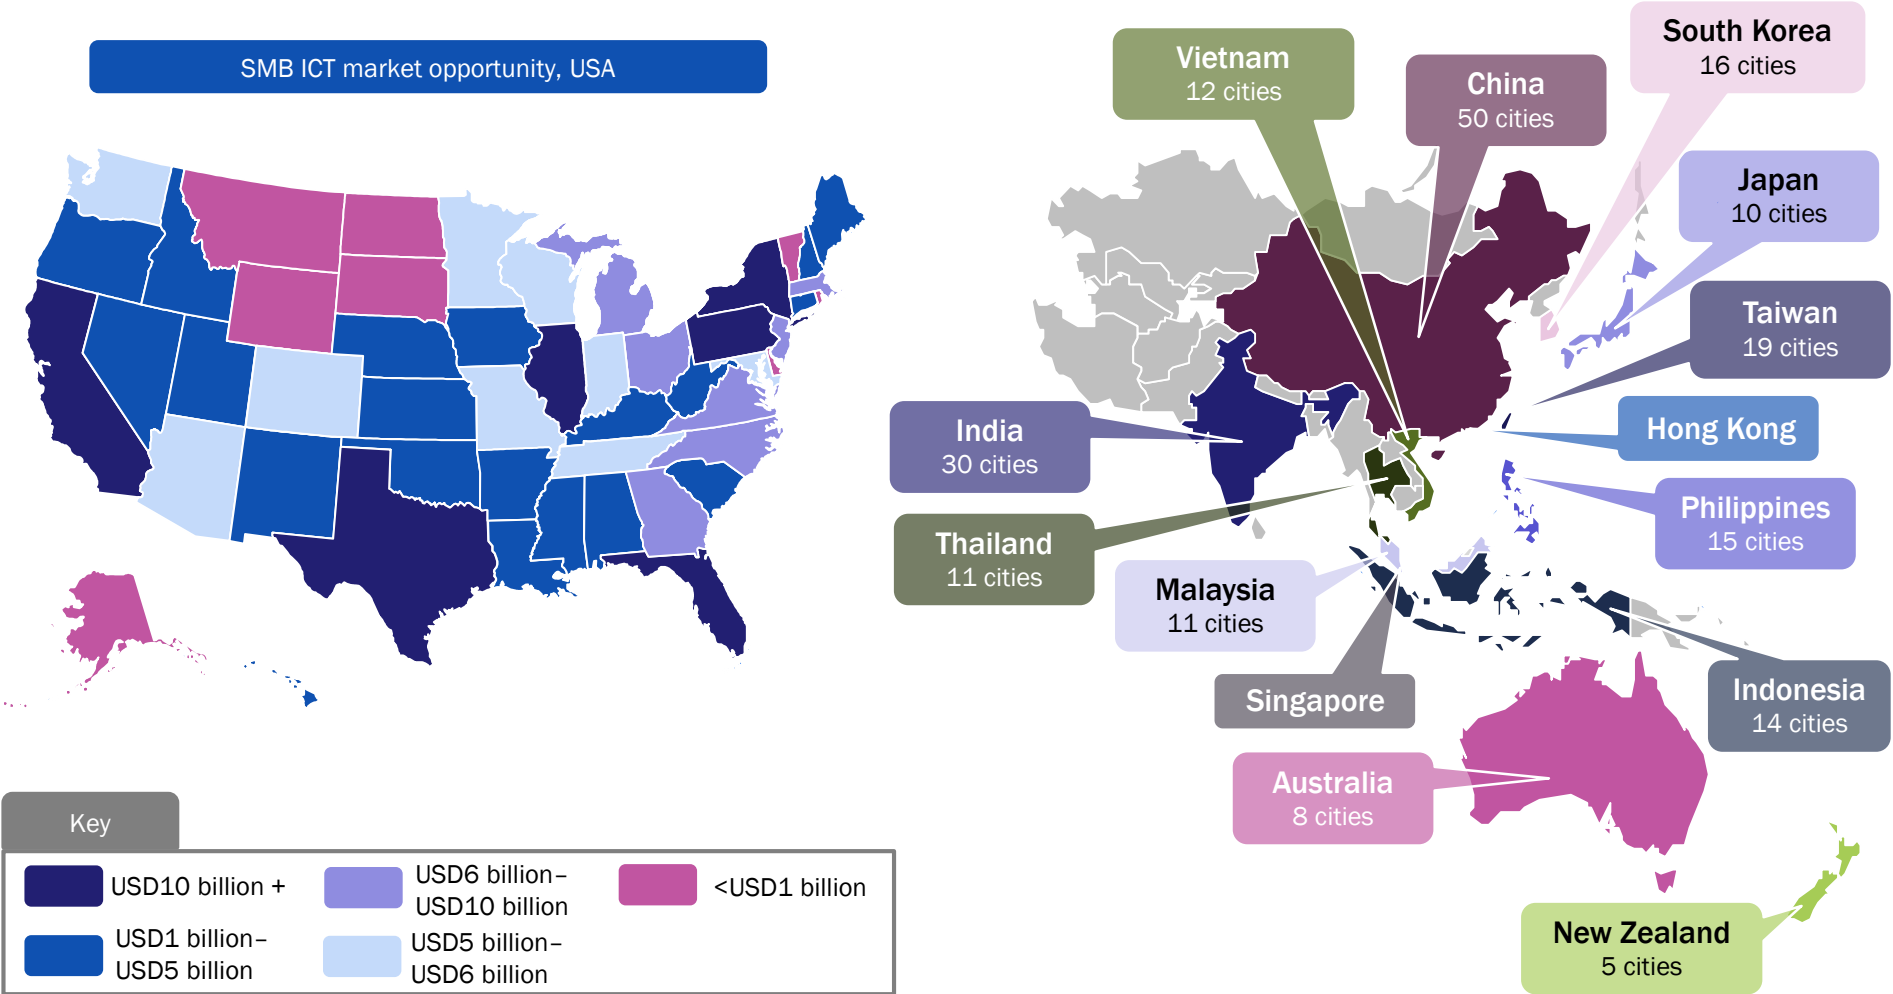 SMB ICT market opportunity, USA
Vietnam
12 cities
China
50 cities
South Korea
16 cities
Japan
10 cities
Taiwan
19 cities
Hong Kong
India
30 cities
Philippines
15 cities
Thailand
11 cities
Malaysia
11 cities
Singapore
Indonesia
14 cities
Australia
8 cities
New Zealand
5 cities
Key
USD10 billion +
USD6 billion–
USD10 billion
<USD1 billion
USD1 billion–
USD5 billion
USD5 billion–
USD6 billion